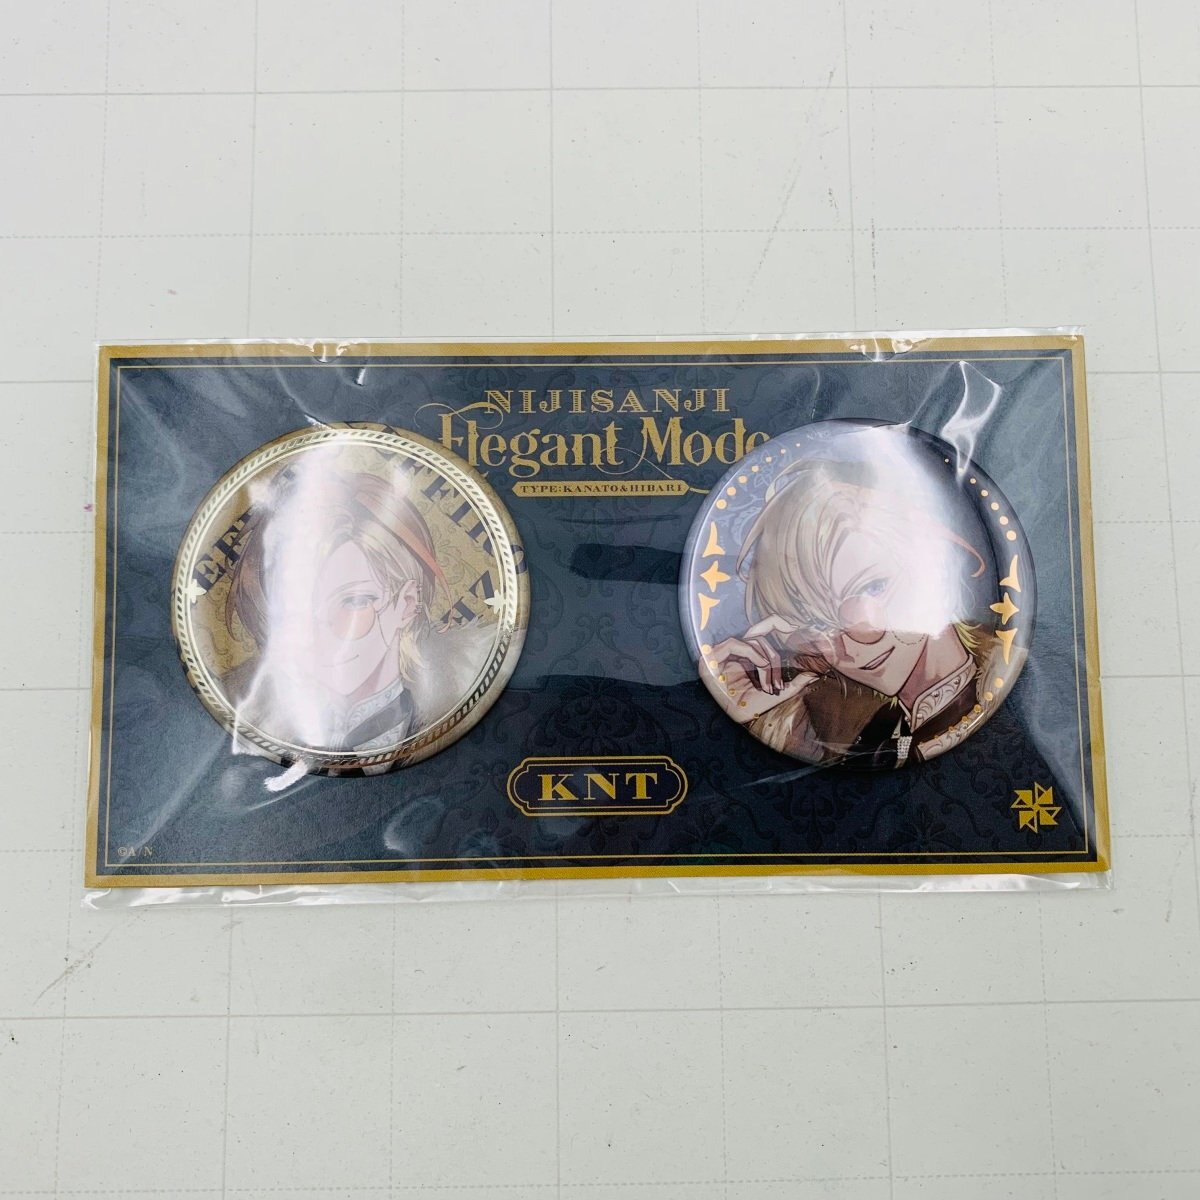 NIJISANJI
Elegant Mode
TYPE:KANATO&HIBARI
KNT
©A/N